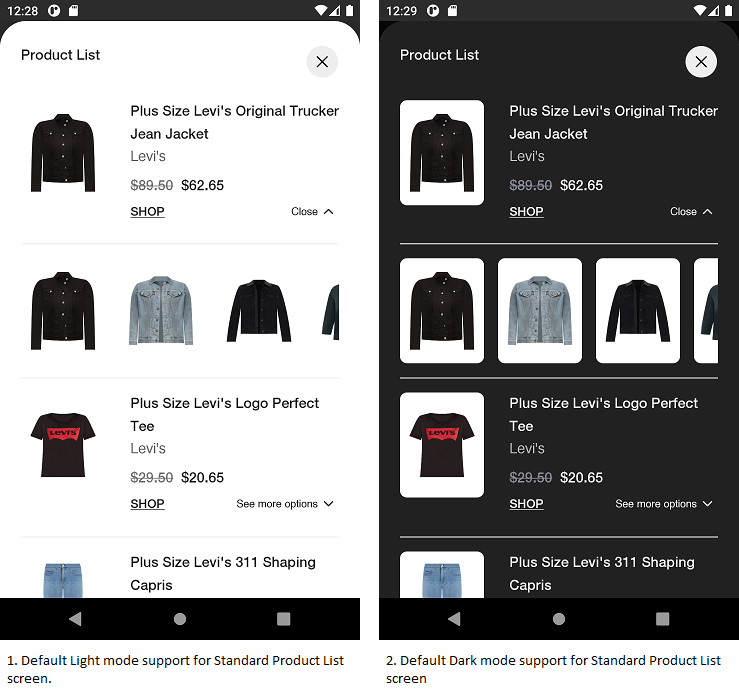 12:28
Product List
Plus Size Levi's Original Trucker
Jean Jacket
Levi's
$89.50 $62.65
SHOP
Close
Plus Size Levi's Logo Perfect
Tee
Levi's
$29.50 $20.65
SHOP
See more options
Plus Size Levi's 311 Shaping
Capris
LEVI'S
1. Default Light mode support for Standard Product List
screen.
12:29
Product List
Plus Size Levi's Original Trucker
Jean Jacket
Levi's
$89.50 $62.65
SHOP
Close
Plus Size Levi's Logo Perfect
Tee
Levi's
$29.50 $20.65
SHOP
See more options
Plus Size Levi's 311 Shaping
Capris
LEVI'S
2. Default Dark mode support for Standard Product List
screen